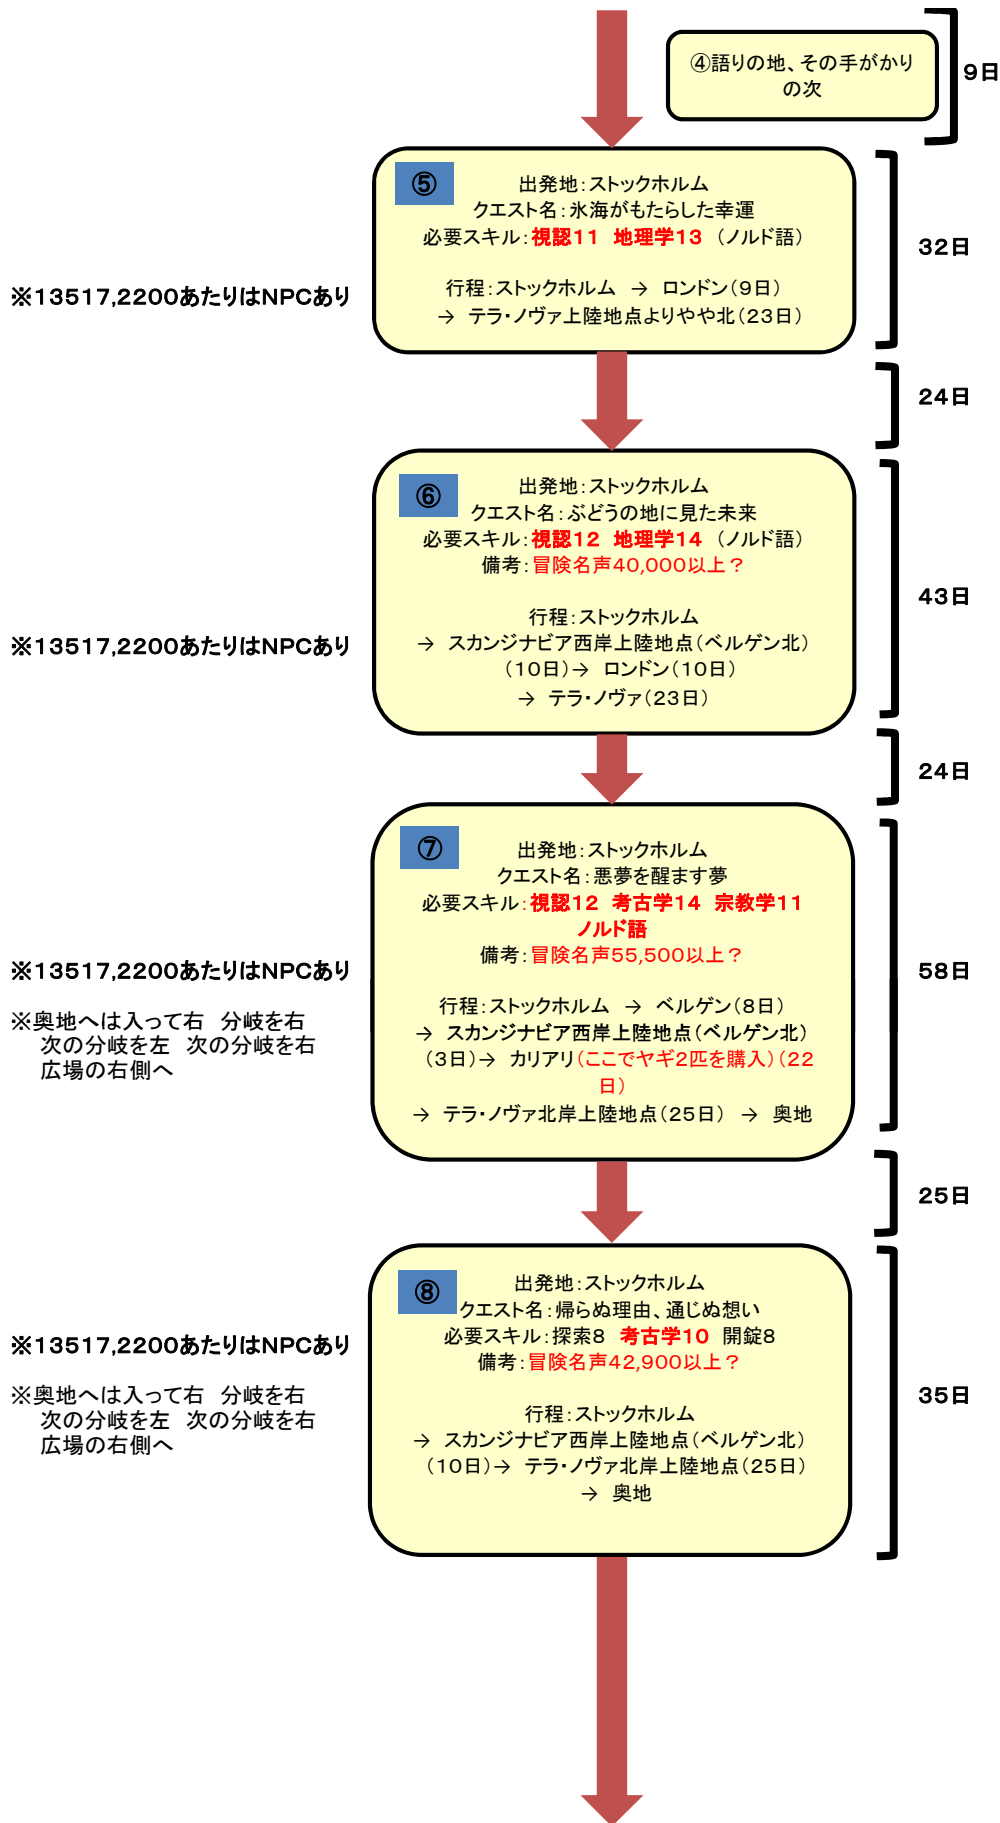 ④語りの地、その手がかり
の次
9日
⑤
出発地：ストックホルム
クエスト名：氷海がもたらした幸運
必要スキル：視認11　地理学13　（ノルド語）
行程：ストックホルム　→　ロンドン（9日）
→　テラ・ノヴァ上陸地点よりやや北（23日）
※13517,2200あたりはNPCあり
32日
24日
⑥
出発地：ストックホルム
クエスト名：ぶどうの地に見た未来
必要スキル：視認12　地理学14　（ノルド語）
備考：冒険名声40,000以上？
行程：ストックホルム
→　スカンジナビア西岸上陸地点（ベルゲン北）
（10日）→　ロンドン（10日）
→　テラ・ノヴァ（23日）
※13517,2200あたりはNPCあり
43日
24日
⑦
出発地：ストックホルム
クエスト名：悪夢を醒ます夢
必要スキル：視認12　考古学14　宗教学11
ノルド語
備考：冒険名声55,500以上？
行程：ストックホルム　→　ベルゲン（8日）
→　スカンジナビア西岸上陸地点（ベルゲン北）
（3日）→　カリアリ（ここでヤギ2匹を購入）（22
日）
→　テラ・ノヴァ北岸上陸地点（25日）　→　奥地
※13517,2200あたりはNPCあり
※奥地へは入って右　分岐を右
次の分岐を左　次の分岐を右
広場の右側へ
58日
25日
⑧
出発地：ストックホルム
クエスト名：帰らぬ理由、通じぬ想い
必要スキル：探索8　考古学10　開錠8
備考：冒険名声42,900以上？
行程：ストックホルム
→　スカンジナビア西岸上陸地点（ベルゲン北）
（10日）→　テラ・ノヴァ北岸上陸地点（25日）
→　奥地
※13517,2200あたりはNPCあり
※奥地へは入って右　分岐を右
次の分岐を左　次の分岐を右
広場の右側へ
35日